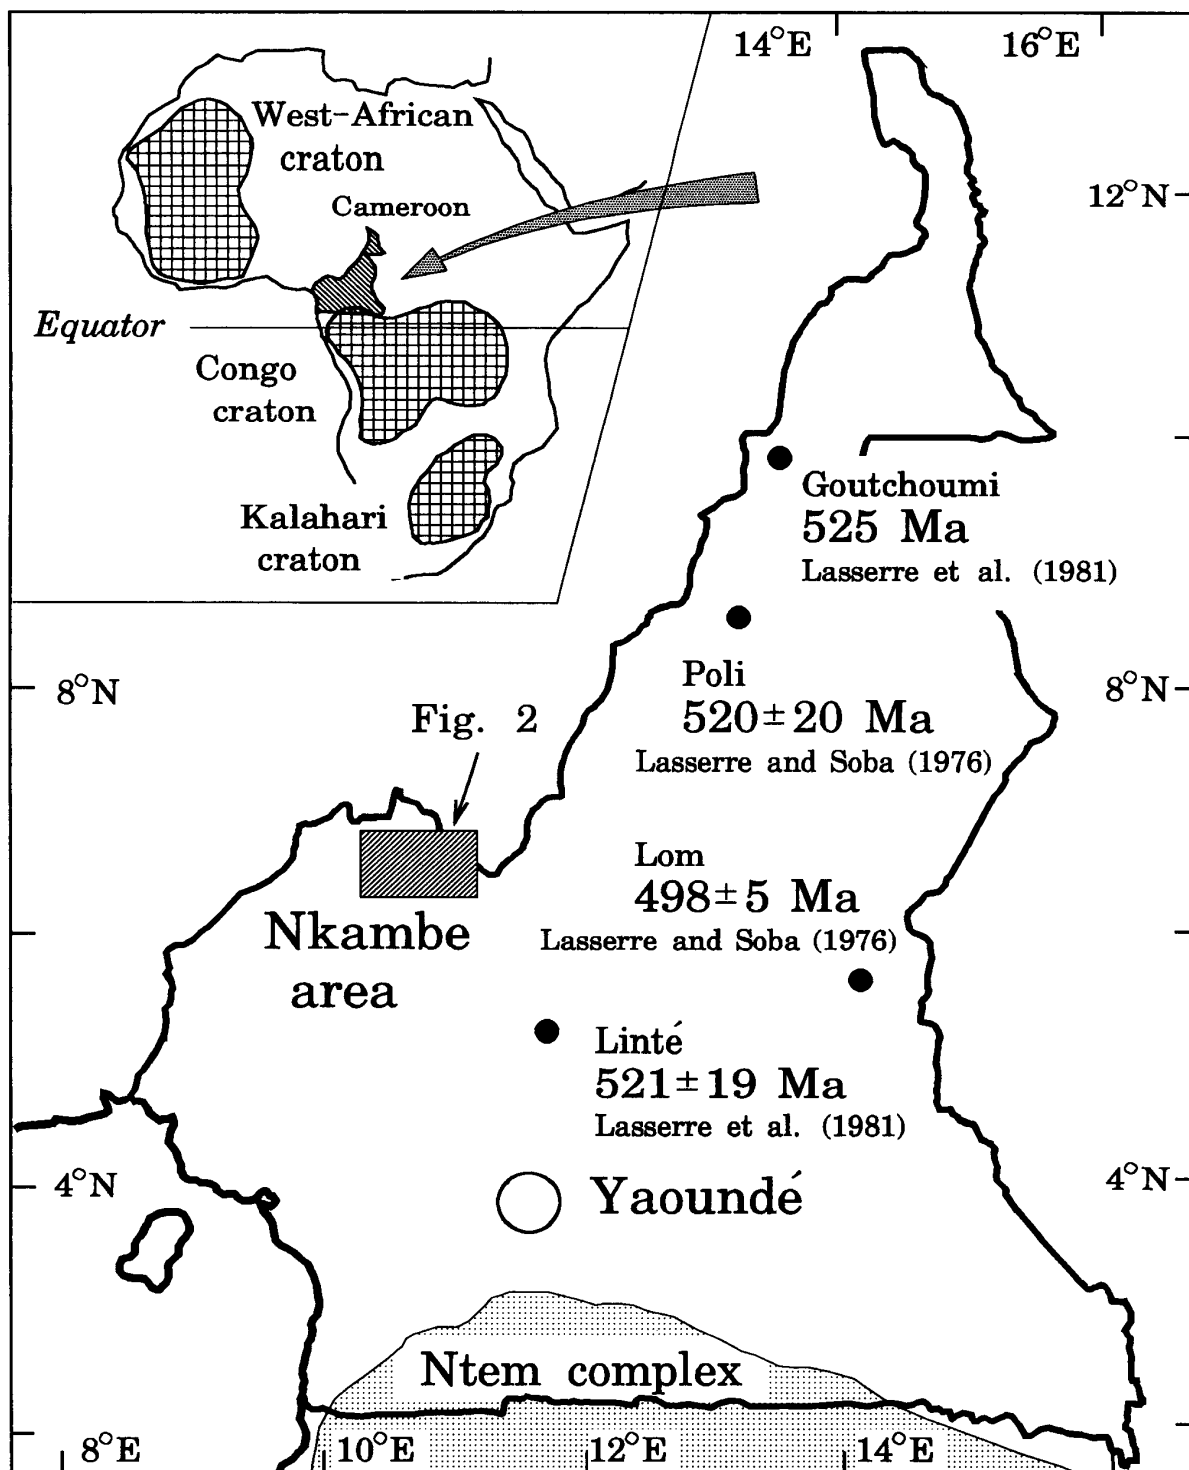 14°E
16°E
West-African
craton
Cameroon
12°N
Equator
Congo
craton
Kalahari
craton
Goutchoumi
525 Ma
Lasserre et al. (1981)
8°N
8°N
Poli
520±20 Ma
Lasserre and Soba (1976)
Fig. 2
Lom
498±5 Ma
Lasserre and Soba (1976)
Nkambe
area
Linté
521±19 Ma
Lasserre et al. (1981)
4°N
4°N
Yaoundé
Ntem complex
8°E
10°E
12°E
14°E